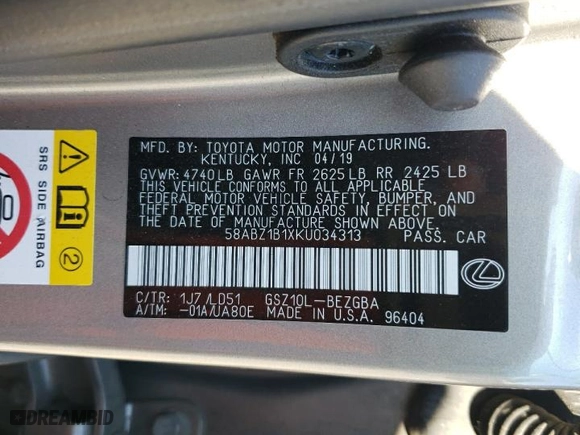 MFD. BY: TOYOTA MOTOR MANUFACTURING.
KENTUCKY, INC 04/19
GVWR: 4740LB GAWR FR 2625LB RR 2425 LB
THIS VEHICLE CONFORMS TO ALL APPLICABLE
FEDERAL MOTOR VEHICLE SAFETY, BUMPER, AND
THEFT PREVENTION STANDARDS IN EFFECT ON
THE DATE OF MANUFACTURE SHOWN ABOVE.
58ABZ1B1XKU034313 PASS. CAR
C/TR: 1J7 /LD51 GSZ10L-BEZGBA
A/TM: -01A/UA80E MADE IN U.S.A. 96404
SRS SIDE AIRBAG
2
DREAMBID